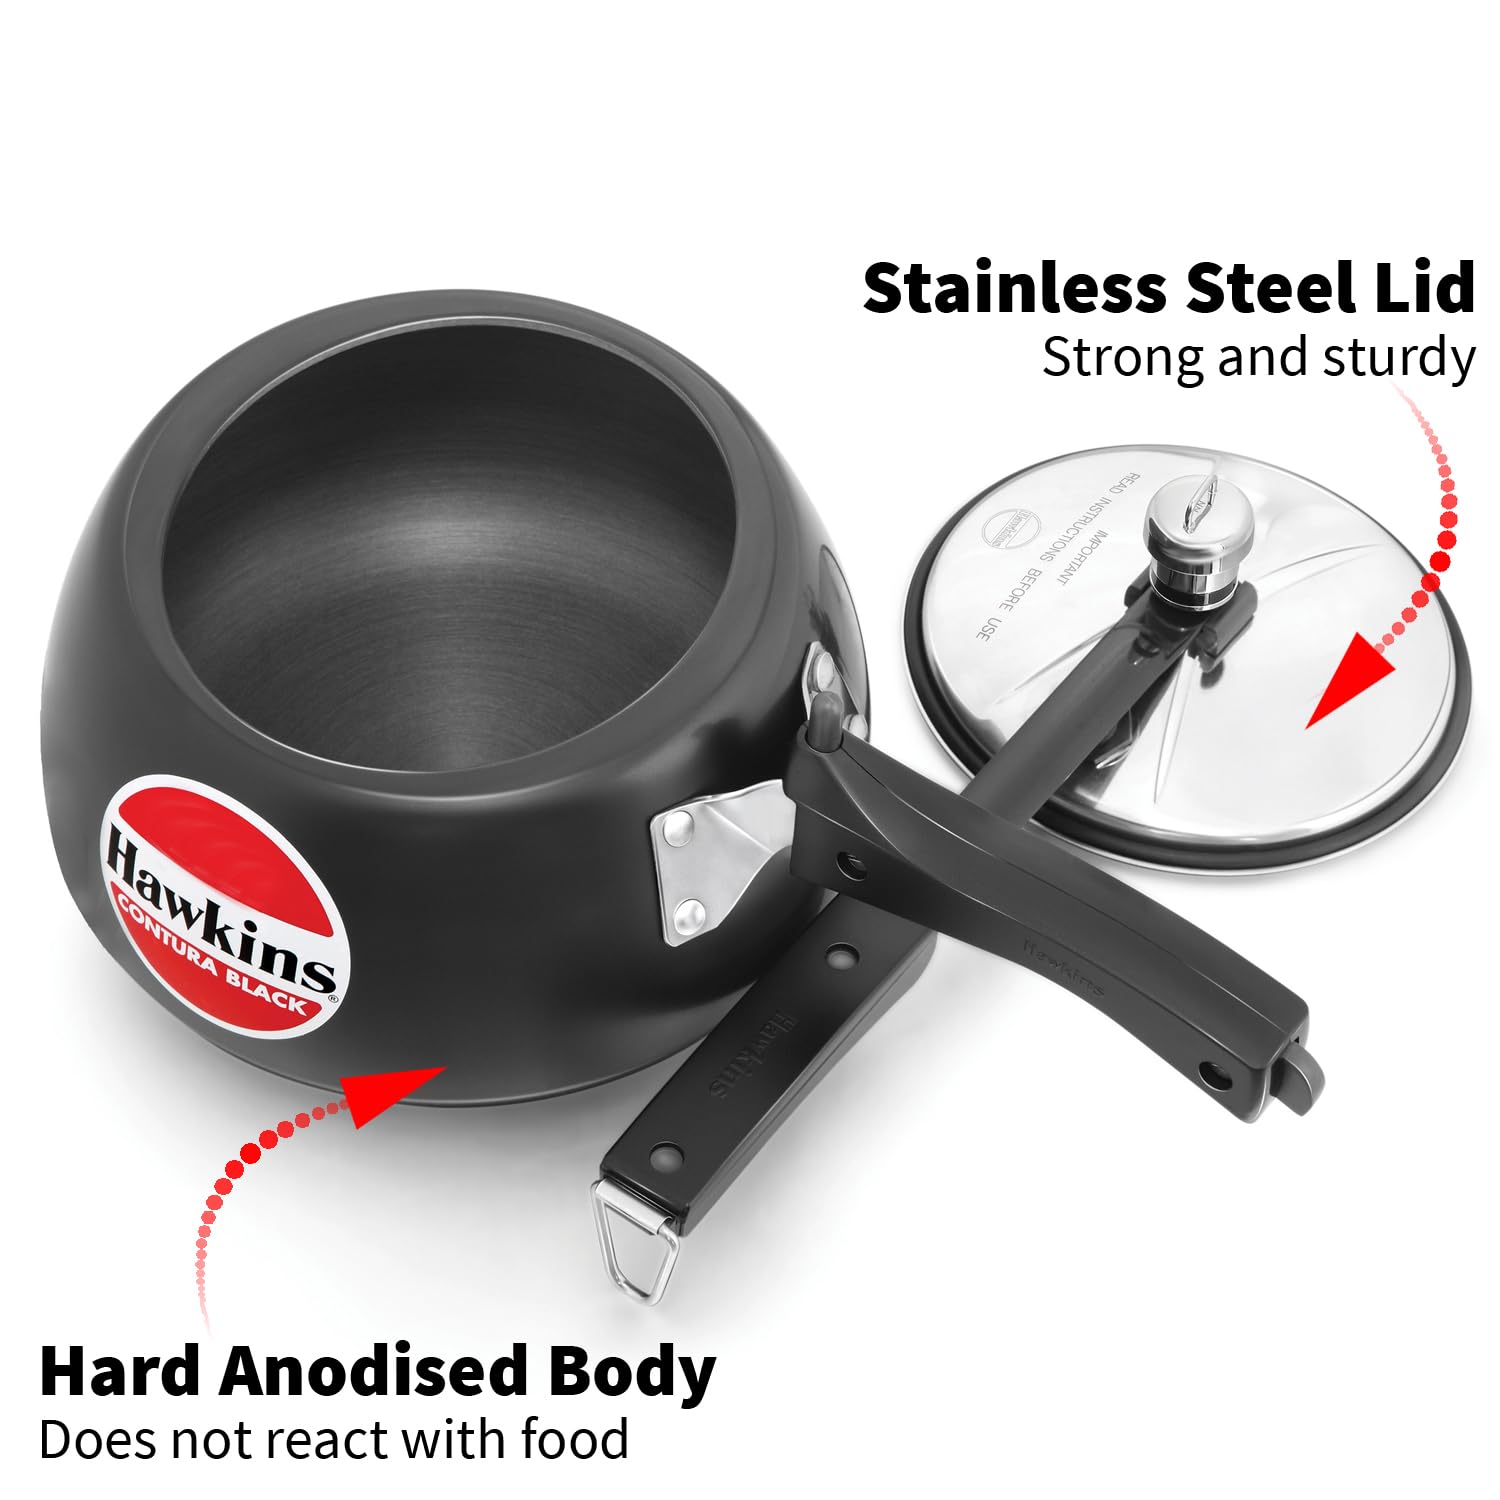 Stainless Steel Lid
Strong and sturdy
Hawkins
IMPORTANT
READ INSTRUCTIONS BEFORE USE
Hawkins®
CONTURA BLACK
Hawkins
Hawkins
Hard Anodised Body
Does not react with food